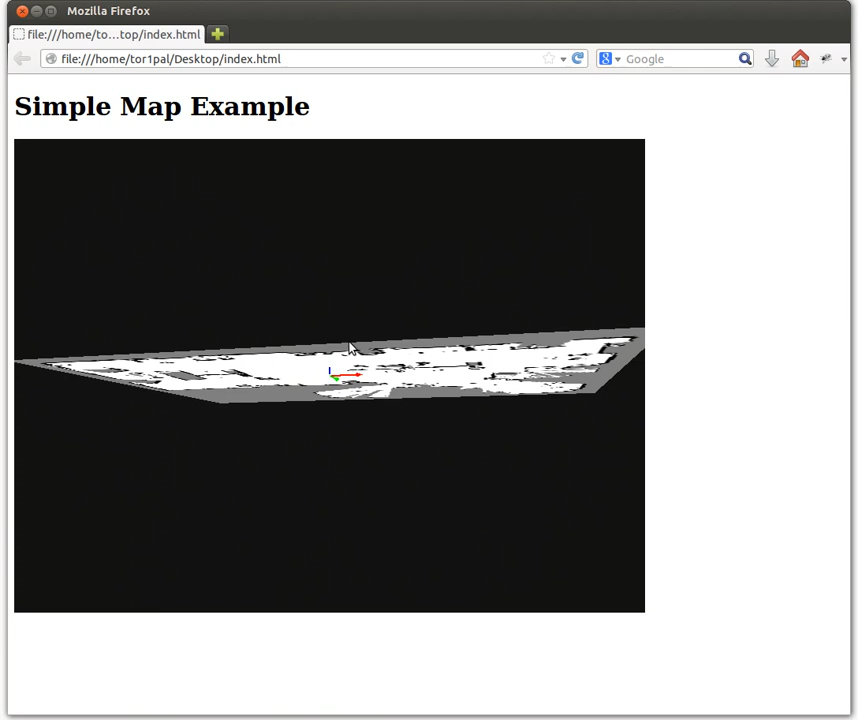 Mozilla Firefox
file:///home/to...top/index.html
file:///home/tor1pal/Desktop/index.html
Google
Simple Map Example